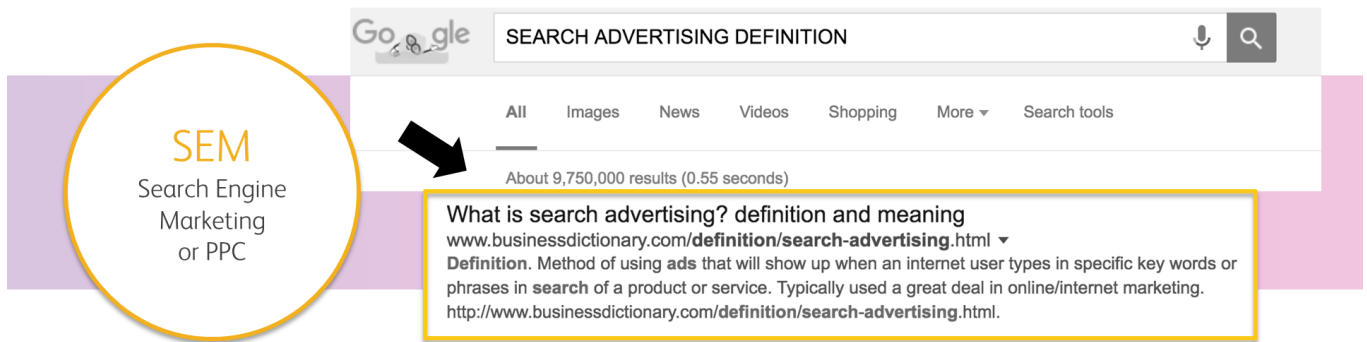 Google
SEARCH ADVERTISING DEFINITION
All Images News Videos Shopping More Search tools
About 9,750,000 results (0.55 seconds)
SEM
Search Engine
Marketing
or PPC
What is search advertising? definition and meaning
www.businessdictionary.com/definition/search-advertising.html
Definition. Method of using ads that will show up when an internet user types in specific key words or
phrases in search of a product or service. Typically used a great deal in online/internet marketing.
http://www.businessdictionary.com/definition/search-advertising.html.